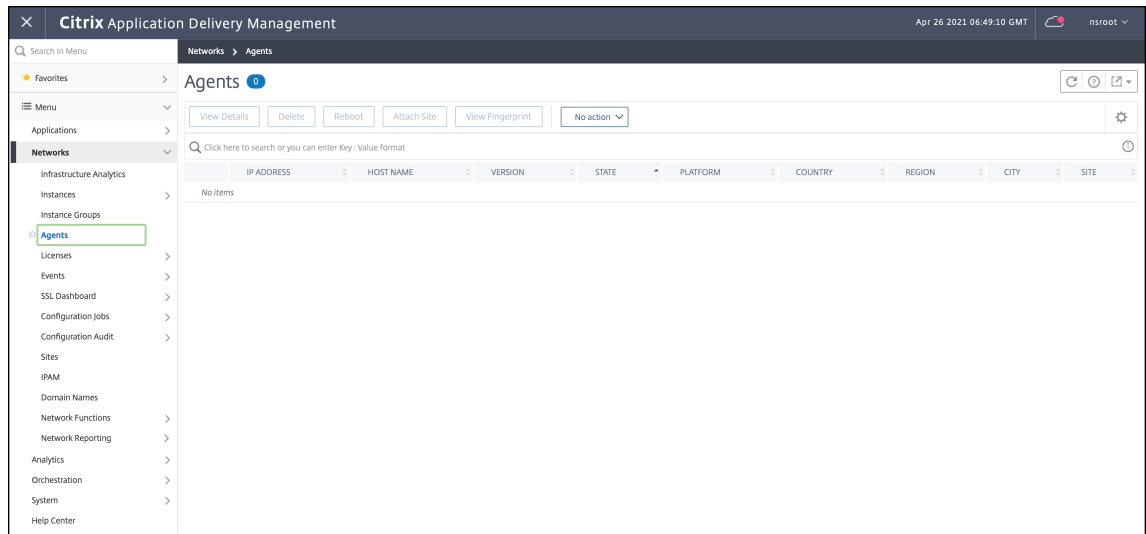 Citrix Application Delivery Management
Apr 26 2021 06:49:10 GMT
nsroot
Search in Menu
Networks
Agents
Favorites
Agents 0
Menu
View Details
Delete
Reboot
Attach Site
View Fingerprint
No action
Applications
Networks
Click here to search or you can enter Key : Value format
IP ADDRESS
HOST NAME
VERSION
STATE
PLATFORM
COUNTRY
REGION
CITY
SITE
No items
Infrastructure Analytics
Instances
Instance Groups
Agents
Licenses
Events
SSL Dashboard
Configuration Jobs
Configuration Audit
Sites
IPAM
Domain Names
Network Functions
Network Reporting
Analytics
Orchestration
System
Help Center